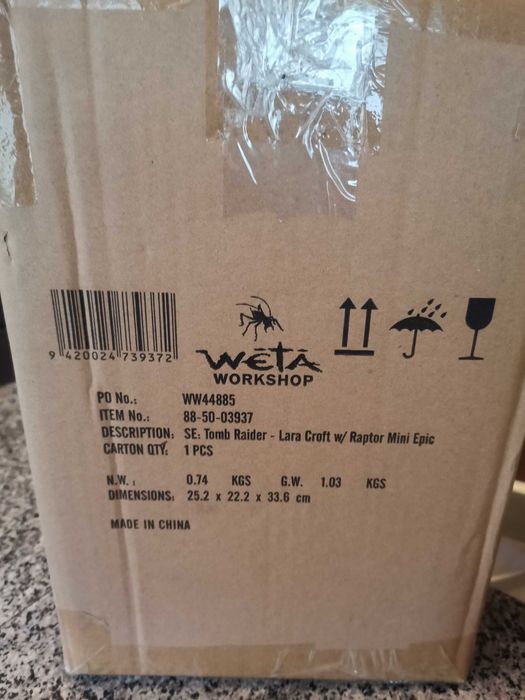 9 420024 739372
WĒTĀ
WORKSHOP
PO No.: WW44885
ITEM No.: 88-50-03937
DESCRIPTION: SE: Tomb Raider - Lara Croft w/ Raptor Mini Epic
CARTON QTY: 1 PCS
N.W.: 0.74 KGS G.W. 1.03 KGS
DIMENSIONS: 25.2 x 22.2 x 33.6 cm
MADE IN CHINA